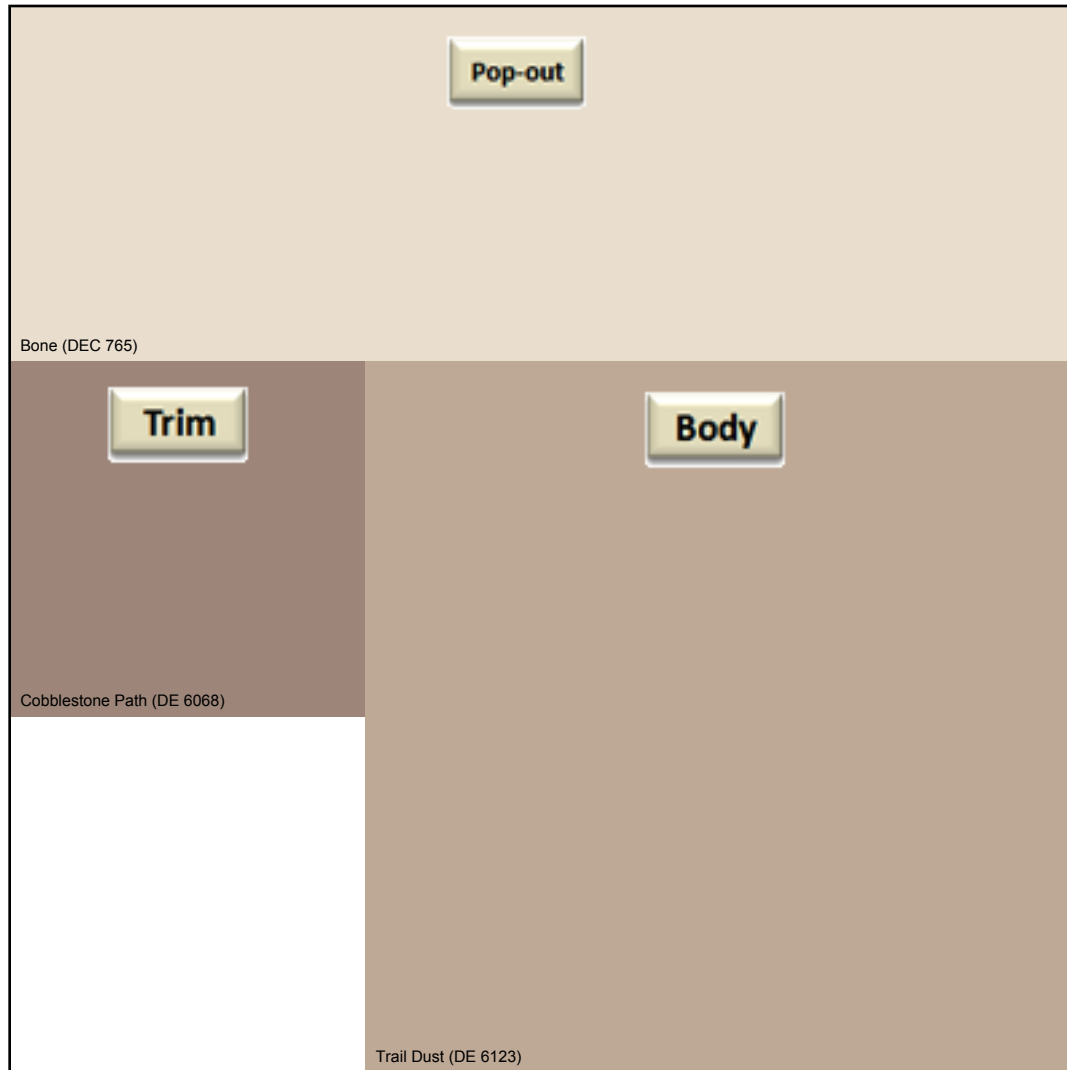 Pop-out
Bone (DEC 765)
Trim
Body
Cobblestone Path (DE 6068)
Trail Dust (DE 6123)